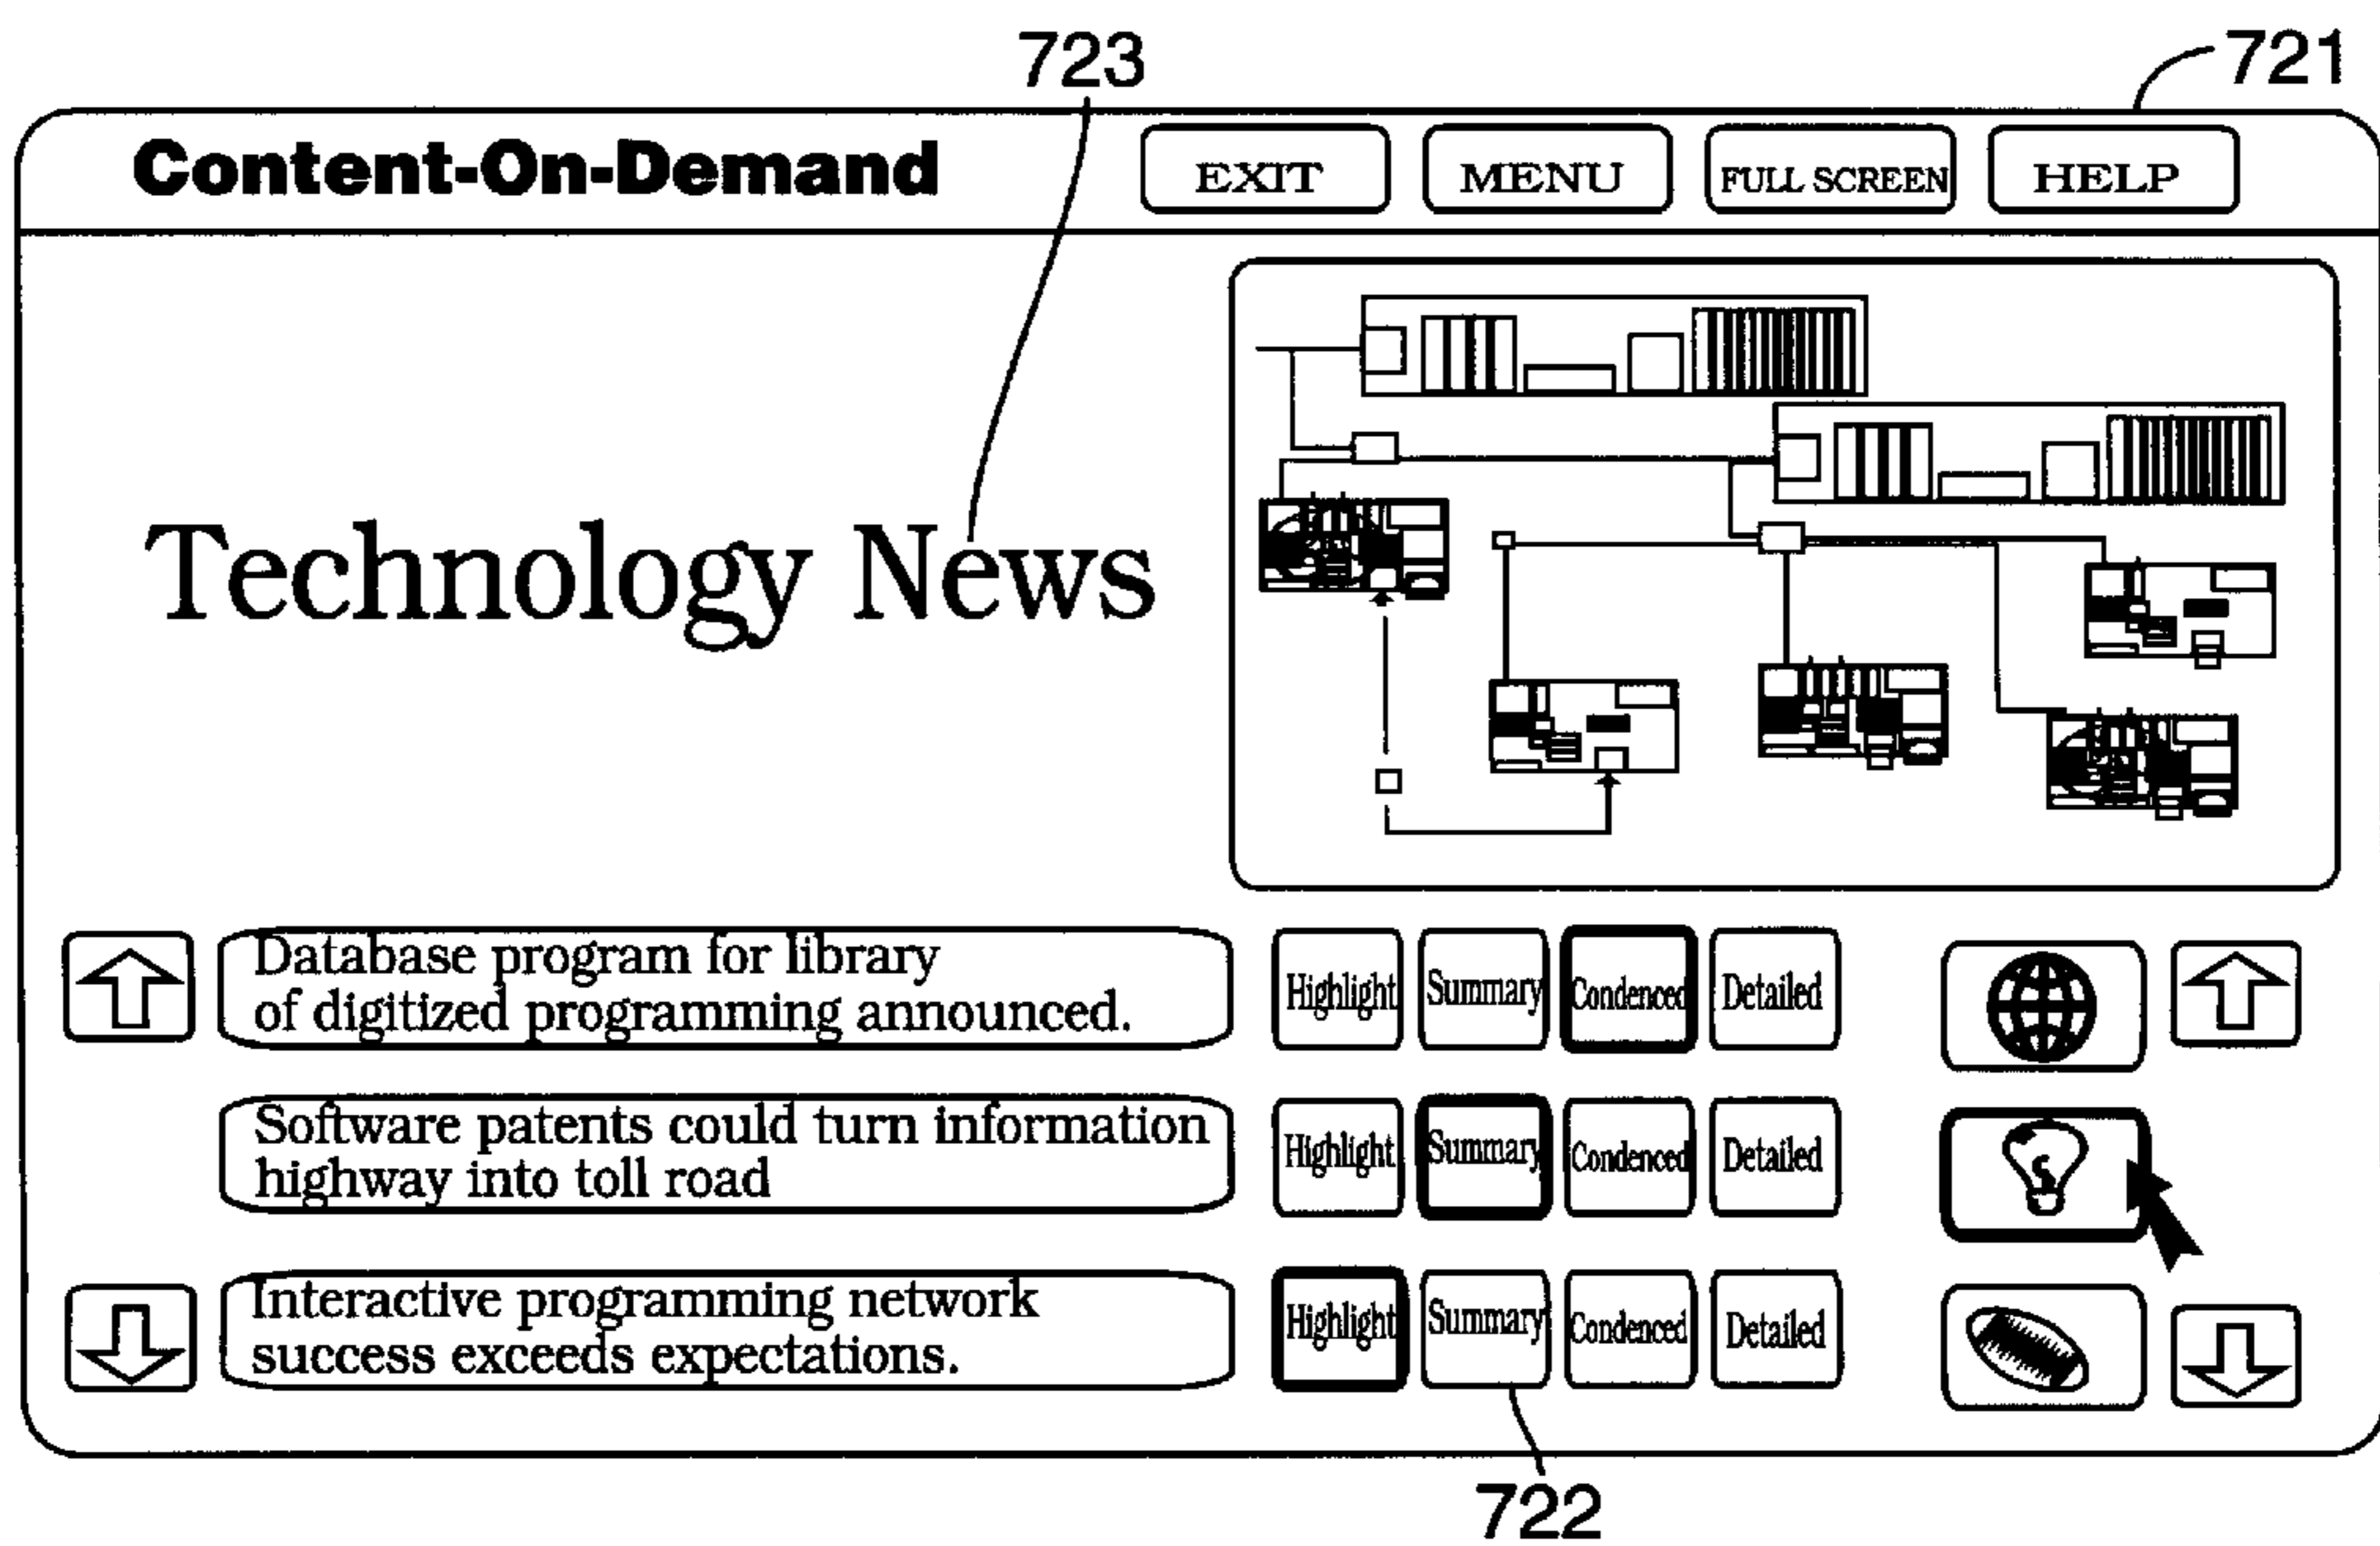 723
721
Content-On-Demand
EXIT
MENU
FULL SCREEN
HELP
Technology News
Database program for library
of digitized programming announced.
Highlight
Summary
Condenced
Detailed
Software patents could turn information
highway into toll road
Highlight
Summary
Condenced
Detailed
Interactive programming network
success exceeds expectations.
Highlight
Summary
Condenced
Detailed
722